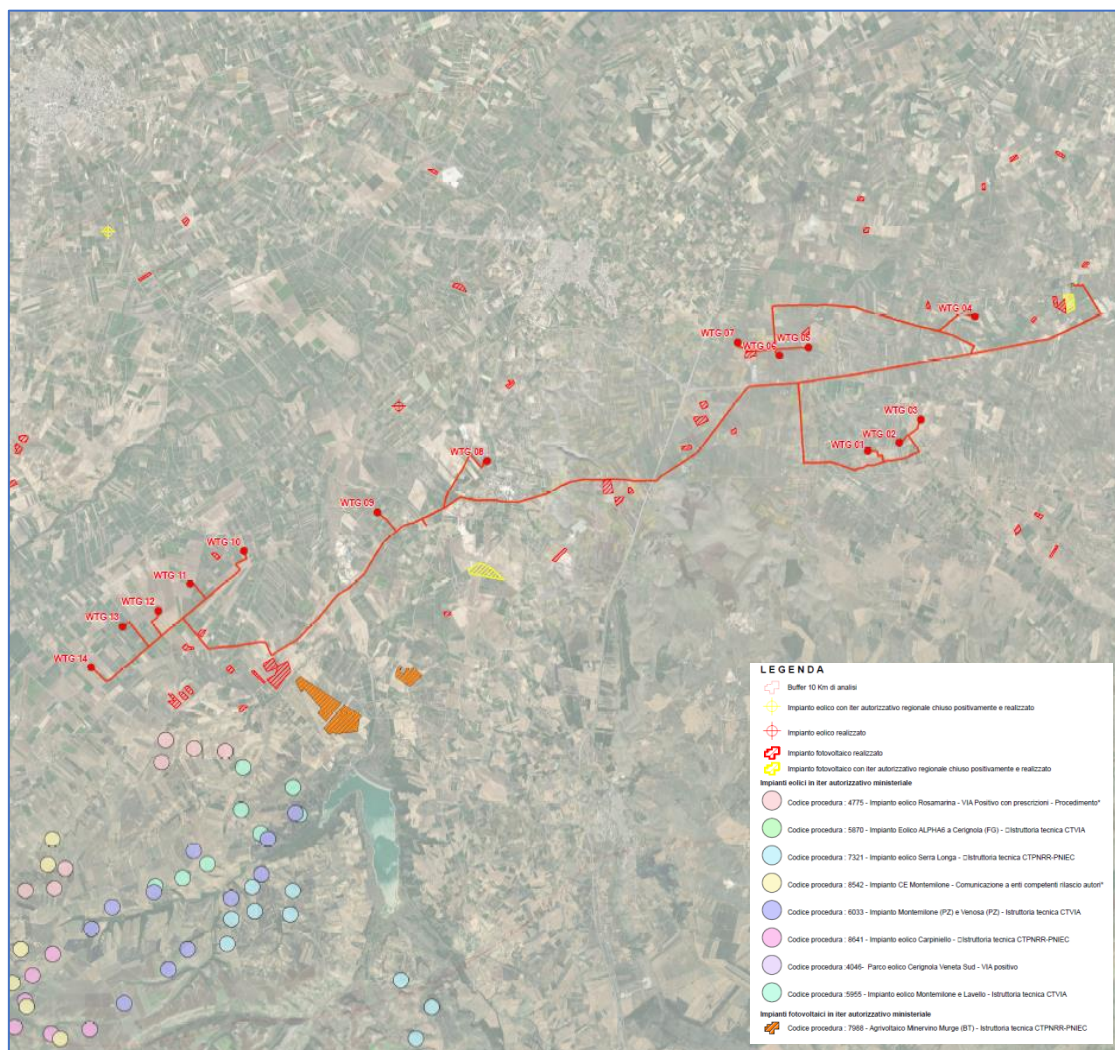 WTG 04
WTG 07
WTG 05
WTG 06
WTG 03
WTG 02
WTG 01
WTG 08
WTG 09
WTG 10
WTG 11
WTG 12
WTG 13
WTG 14
LEGENDA
Buffer 10 Km di analisi
Impianto eolico con iter autorizzativo regionale chiuso positivamente e realizzato
Impianto eolico realizzato
Impianto fotovoltaico realizzato
Impianto fotovoltaico con iter autorizzativo regionale chiuso positivamente e realizzato
Impianti eolici in iter autorizzativo ministeriale
Codice procedura : 4775 - Impianto eolico Rosamarina - VIA Positivo con prescrizioni - Procedimento*
Codice procedura : 5870 - Impianto Eolico ALPHA6 a Cerignola (FG) - □Istruttoria tecnica CTVIA
Codice procedura : 7321 - Impianto eolico Serra Longa - □Istruttoria tecnica CTPNRR-PNIEC
Codice procedura : 8542 - Impianto CE Montemilone - Comunicazione a enti competenti rilascio autori*
Codice procedura : 6033 - Impianto Montemilone (PZ) e Venosa (PZ) - Istruttoria tecnica CTVIA
Codice procedura : 8641 - Impianto eolico Carpiniello - □Istruttoria tecnica CTPNRR-PNIEC
Codice procedura :4046- Parco eolico Cerignola Veneta Sud - VIA positivo
Codice procedura :5955 - Impianto eolico Montemilone e Lavello - Istruttoria tecnica CTVIA
Impianti fotovoltaici in iter autorizzativo ministeriale
Codice procedura : 7988 - Agrivoltaico Minervino Murge (BT) - Istruttoria tecnica CTPNRR-PNIEC